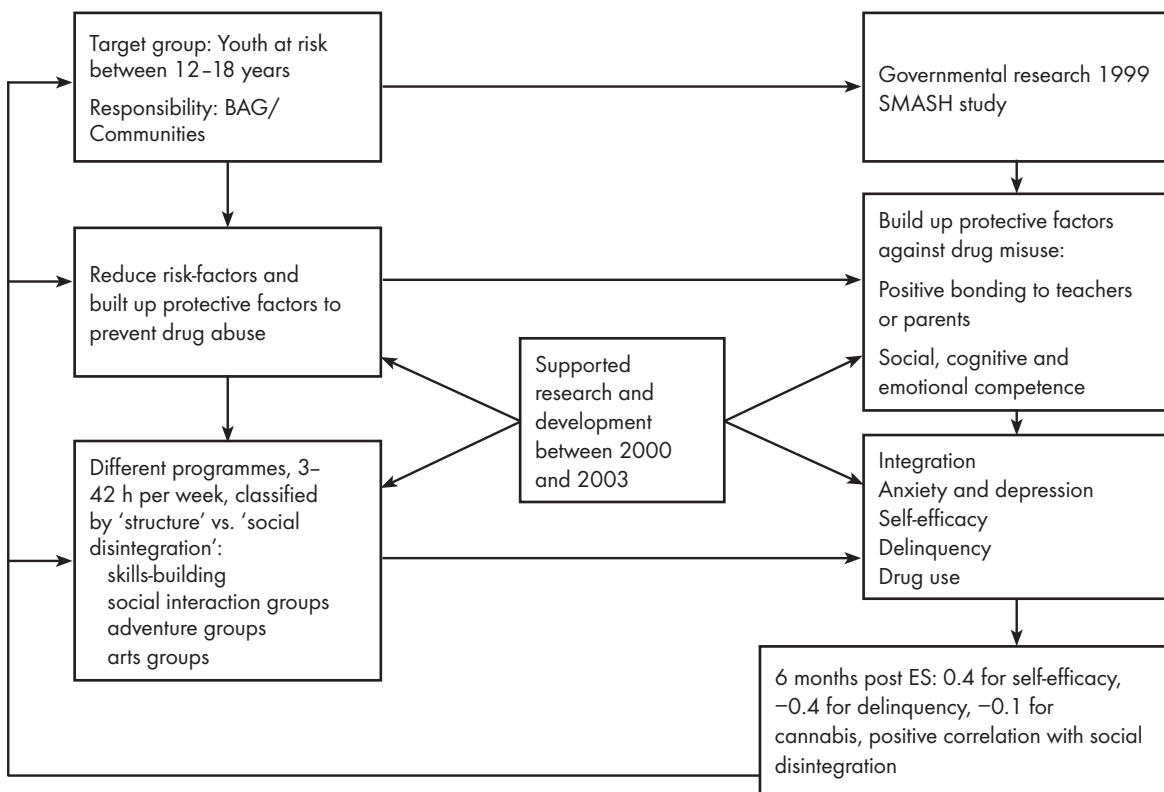 Target group: Youth at risk
between 12–18 years
Responsibility: BAG/
Communities
Governmental research 1999
SMASH study
Reduce risk-factors and
built up protective factors to
prevent drug abuse
Build up protective factors
against drug misuse:
Positive bonding to teachers
or parents
Social, cognitive and
emotional competence
Supported
research and
development
between 2000
and 2003
Different programmes, 3–
42 h per week, classified
by ‘structure’ vs. ‘social
disintegration’:
skills-building
social interaction groups
adventure groups
arts groups
Integration
Anxiety and depression
Self-efficacy
Delinquency
Drug use
6 months post ES: 0.4 for self-efficacy,
−0.4 for delinquency, −0.1 for
cannabis, positive correlation with social
disintegration